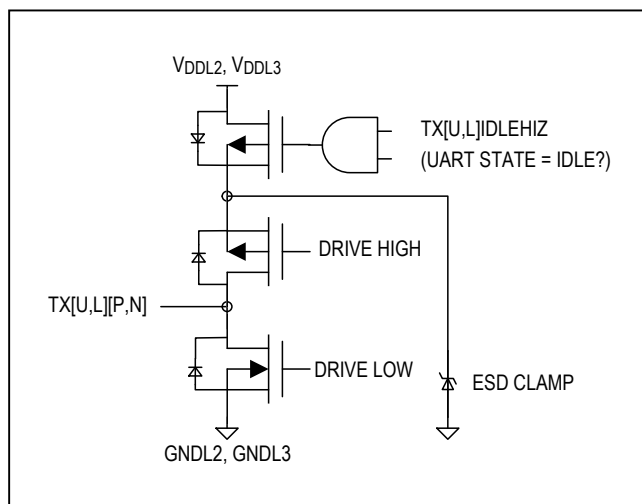 VDDL2, VDDL3
TX[U,L]IDLEHIZ
(UART STATE = IDLE?)
DRIVE HIGH
TX[U,L][P,N]
DRIVE LOW
ESD CLAMP
GNDL2, GNDL3